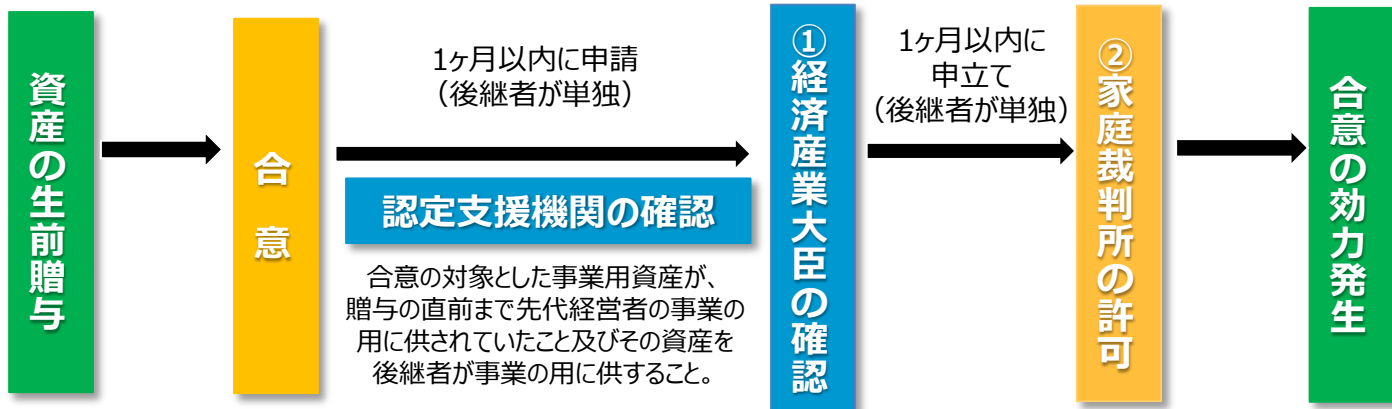 資産の生前贈与
合意
1ヶ月以内に申請
（後継者が単独）
認定支援機関の確認
合意の対象とした事業用資産が、
贈与の直前まで先代経営者の事業の
用に供されていたこと及びその資産を
後継者が事業の用に供すること。
①経済産業大臣の確認
1ヶ月以内に
申立て
（後継者が単独）
②家庭裁判所の許可
合意の効力発生